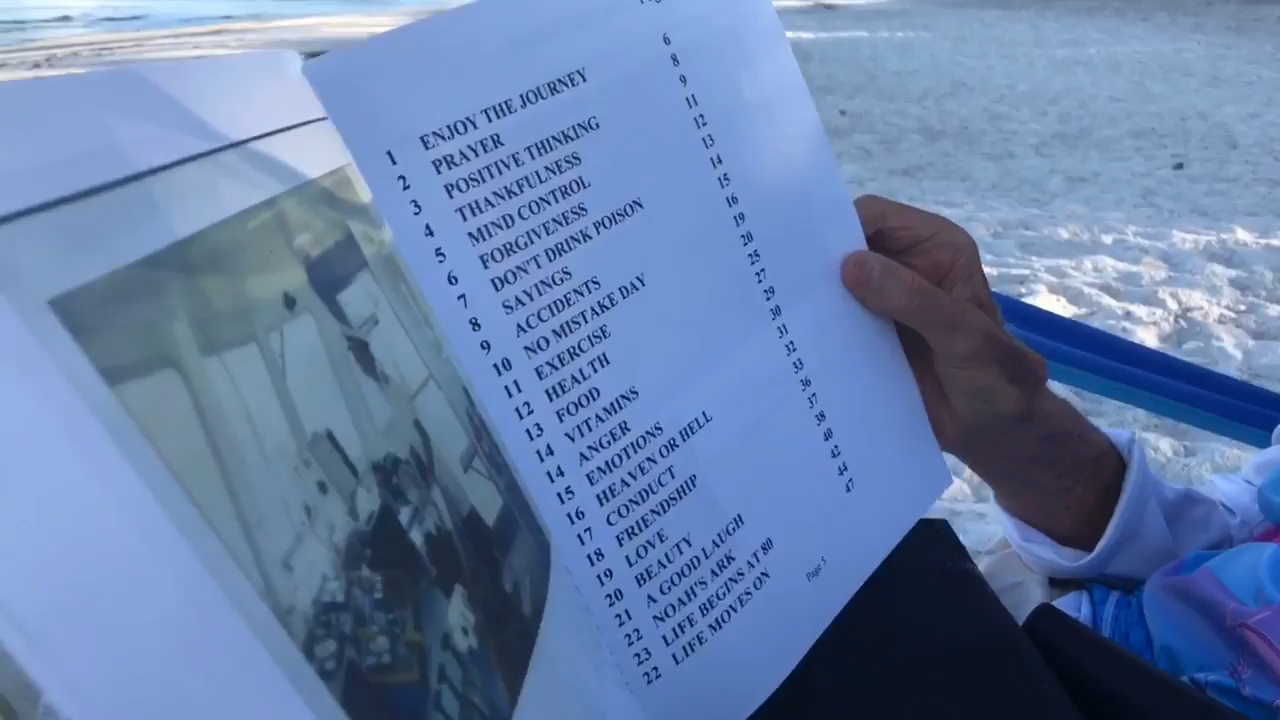 1 ENJOY THE JOURNEY 6
2 PRAYER 8
3 POSITIVE THINKING 9
4 THANKFULNESS 11
5 MIND CONTROL 12
6 FORGIVENESS 13
7 DON'T DRINK POISON 14
8 SAYINGS 15
9 ACCIDENTS 16
10 NO MISTAKE DAY 19
11 EXERCISE 20
12 HEALTH 25
13 FOOD 27
14 VITAMINS 29
14 ANGER 30
15 EMOTIONS 31
16 HEAVEN OR HELL 32
17 CONDUCT 33
18 FRIENDSHIP 36
19 LOVE 37
20 BEAUTY 38
21 A GOOD LAUGH 40
22 NOAH'S ARK 42
23 LIFE BEGINS AT 80 44
22 LIFE MOVES ON 47
Page 5